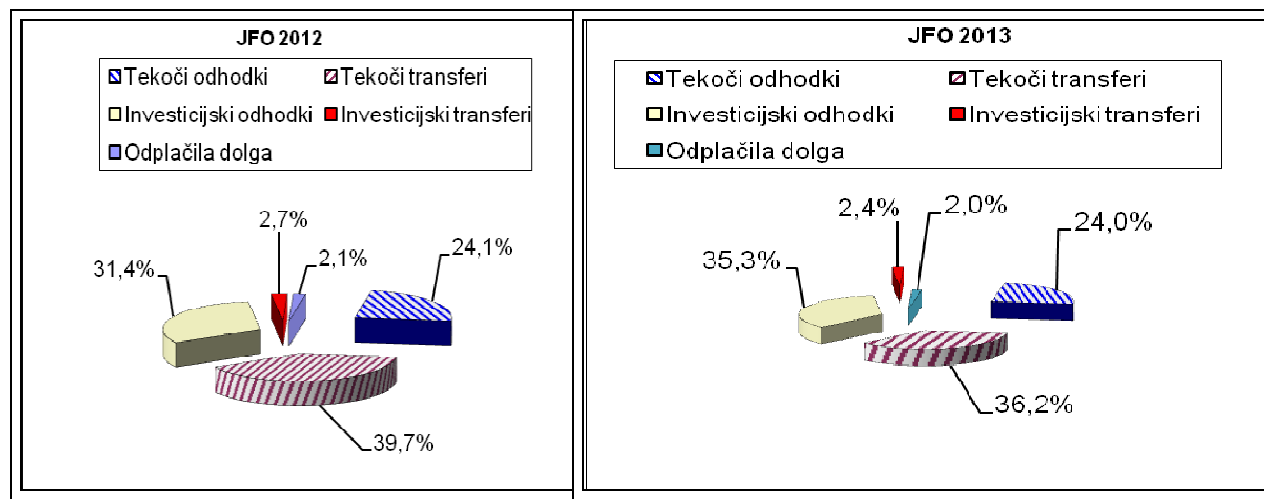 JFO 2012
Tekoči odhodki Tekoči transferi
Investicijski odhodki Investicijski transferi
Odplačila dolga
2,7%
2,1%
24,1%
31,4%
39,7%
JFO 2013
Tekoči odhodki Tekoči transferi
Investicijski odhodki Investicijski transferi
Odplačila dolga
2,4%
2,0%
24,0%
35,3%
36,2%